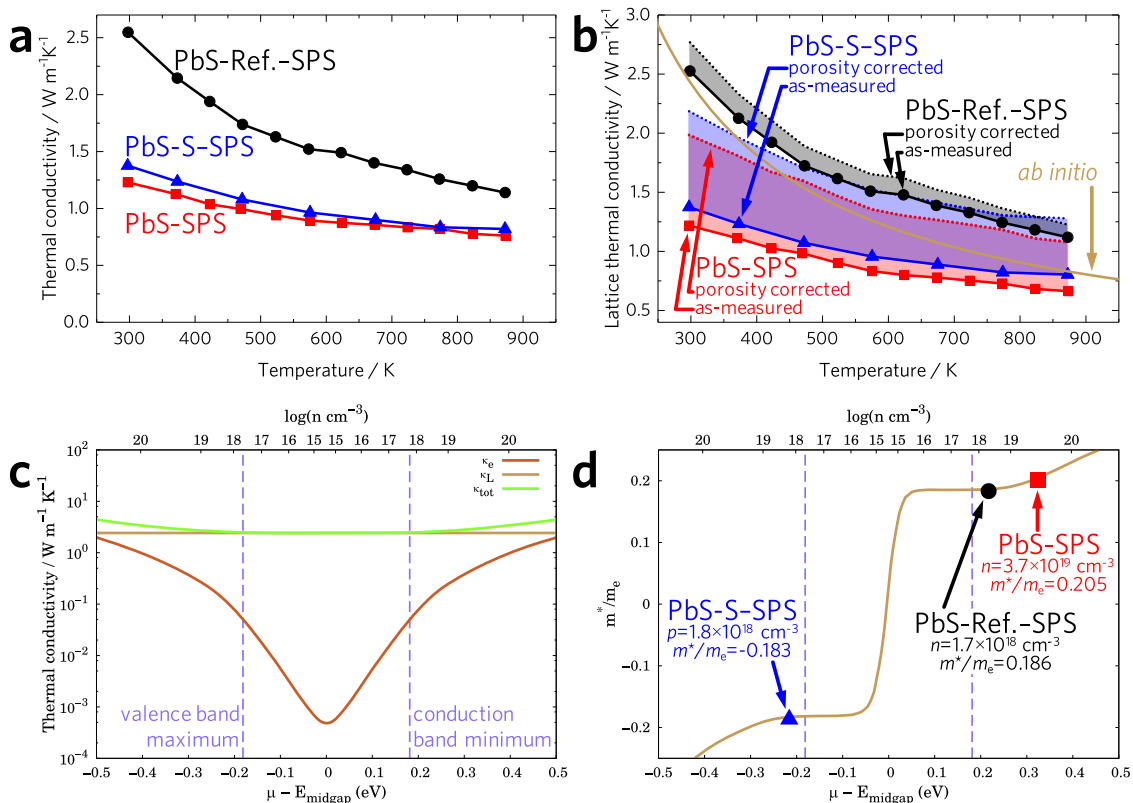 a
Thermal conductivity / W m⁻¹K⁻¹
2.5
2.0
1.5
1.0
0.5
0.0
PbS-Ref.-SPS
PbS-S-SPS
PbS-SPS
300 400 500 600 700 800 900
Temperature / K
b
Lattice thermal conductivity / W m⁻¹K⁻¹
3.0
2.5
2.0
1.5
1.0
0.5
PbS-S-SPS
porosity corrected
as-measured
PbS-Ref.-SPS
porosity corrected
as-measured
ab initio
PbS-SPS
porosity corrected
as-measured
300 400 500 600 700 800 900
Temperature / K
c
log(n cm⁻³)
20 19 18 17 16 15 15 16 17 18 19 20
Thermal conductivity / W m⁻¹ K⁻¹
10²
10¹
10⁰
10⁻¹
10⁻²
10⁻³
10⁻⁴
κe
κL
κtot
valence band
maximum
conduction
band minimum
−0.5 −0.4 −0.3 −0.2 −0.1 0 0.1 0.2 0.3 0.4 0.5
μ − Emidgap (eV)
d
log(n cm⁻³)
20 19 18 17 16 15 15 16 17 18 19 20
m*/me
0.2
0.1
0
−0.1
−0.2
PbS-SPS
n=3.7×10¹⁹ cm⁻³
m*/me=0.205
PbS-S-SPS
p=1.8×10¹⁸ cm⁻³
m*/me=-0.183
PbS-Ref.-SPS
n=1.7×10¹⁸ cm⁻³
m*/me=0.186
−0.5 −0.4 −0.3 −0.2 −0.1 0 0.1 0.2 0.3 0.4 0.5
μ − Emidgap (eV)